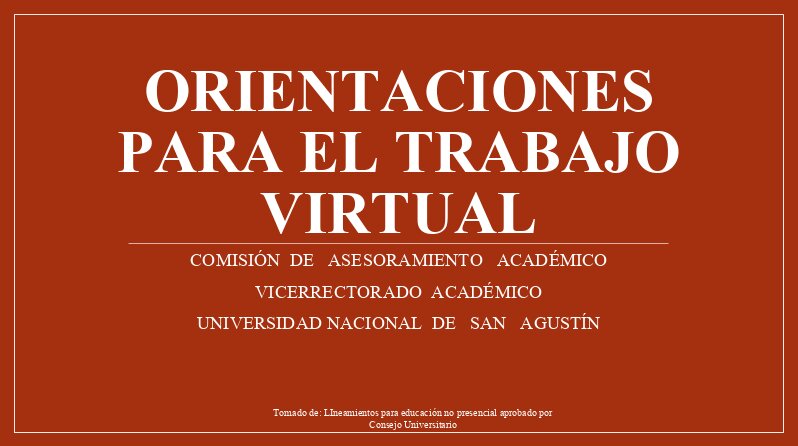 ORIENTACIONES
PARA EL TRABAJO
VIRTUAL
COMISIÓN DE ASESORAMIENTO ACADÉMICO
VICERRECTORADO ACADÉMICO
UNIVERSIDAD NACIONAL DE SAN AGUSTÍN
Tomado de: LIneamientos para educación no presencial aprobado por
Consejo Universitario